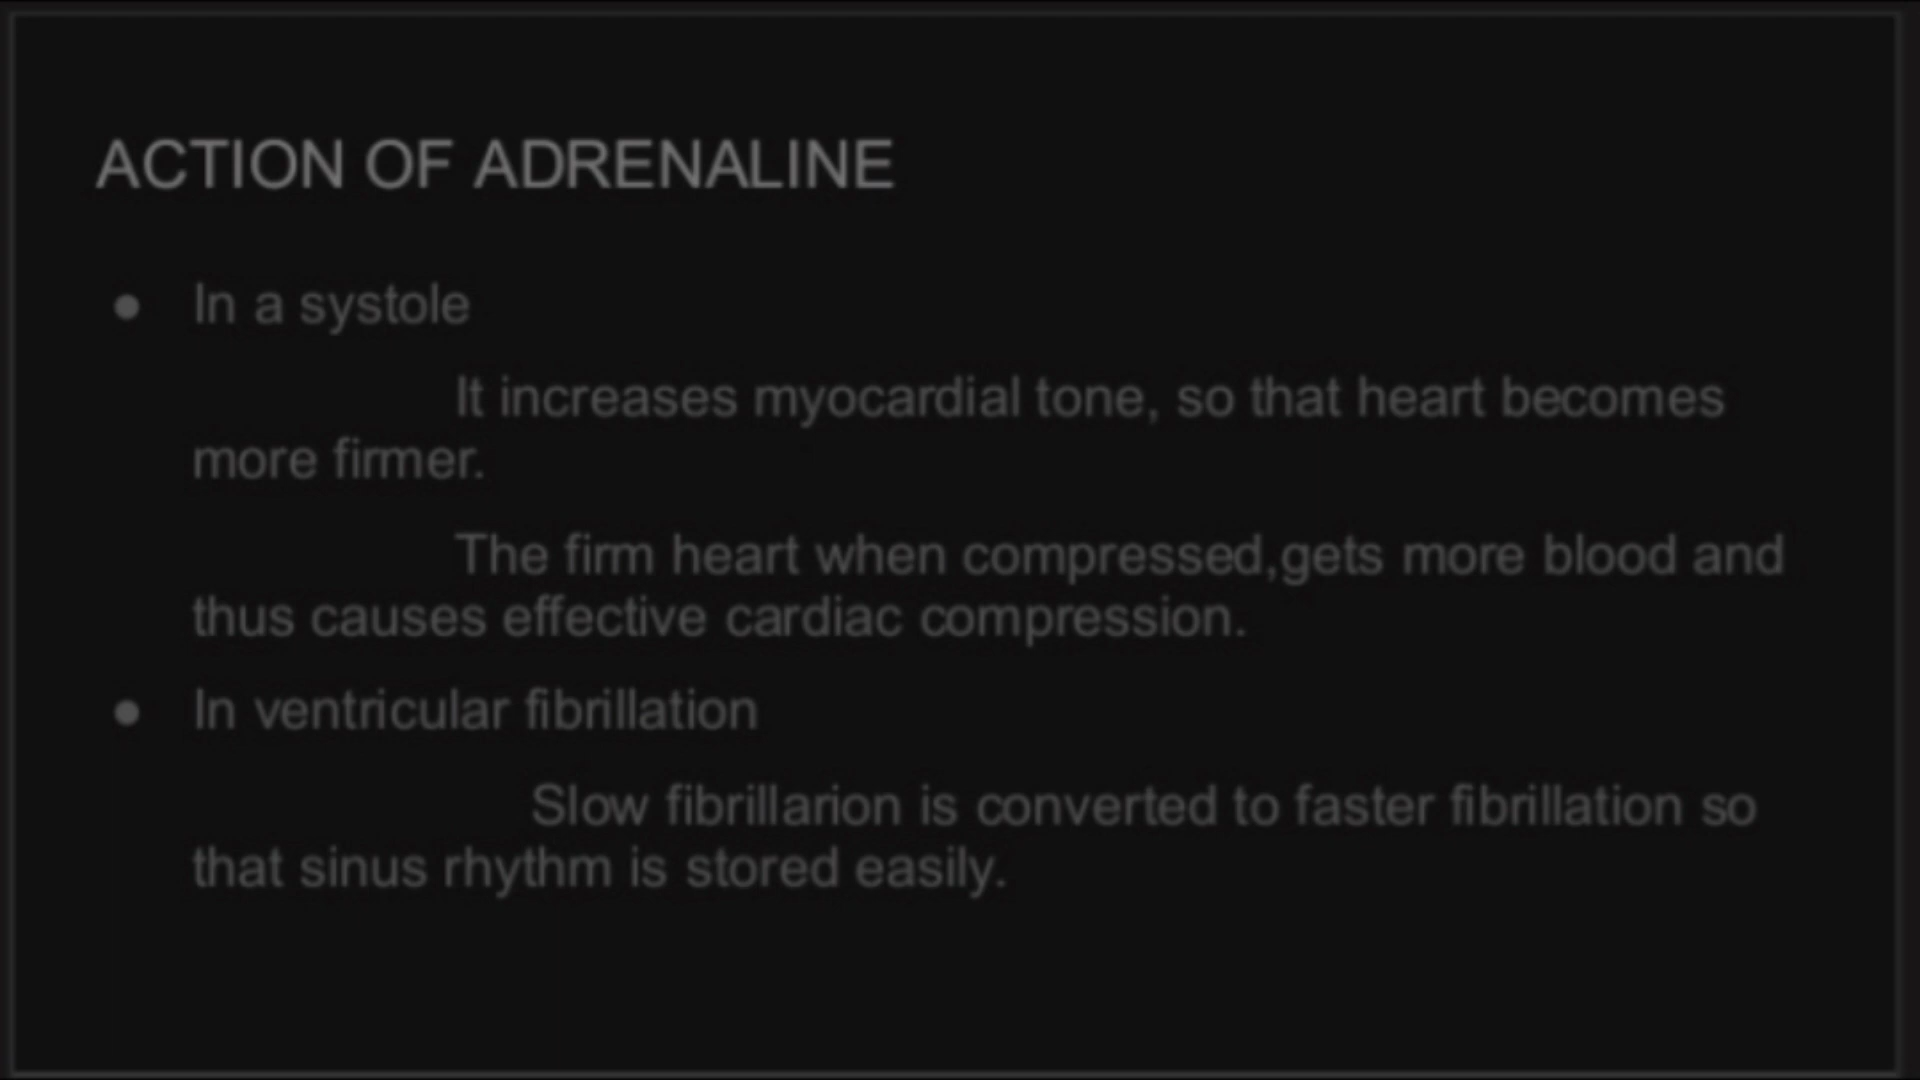 ACTION OF ADRENALINE
● In a systole
It increases myocardial tone, so that heart becomes
more firmer.
The firm heart when compressed,gets more blood and
thus causes effective cardiac compression.
● In ventricular fibrillation
Slow fibrillarion is converted to faster fibrillation so
that sinus rhythm is stored easily.